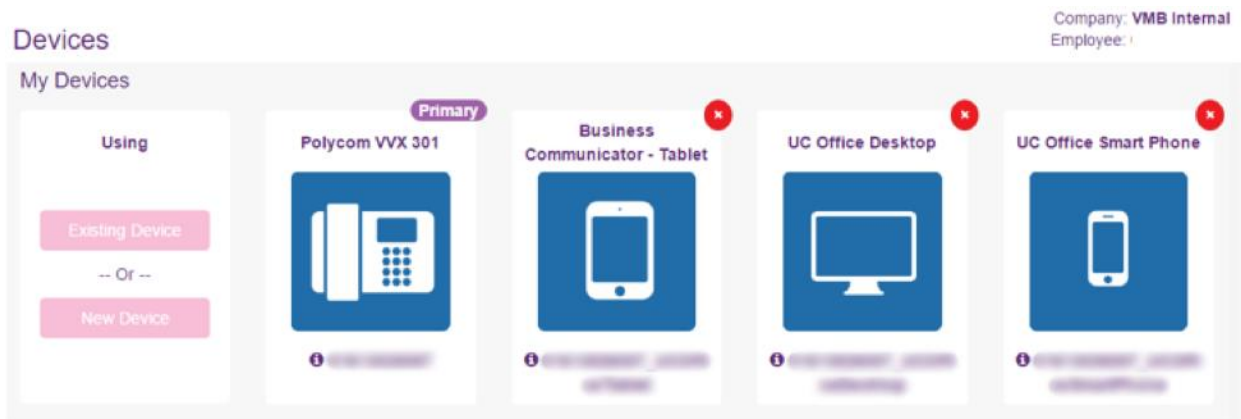 Company: VMB Internal
Devices
Employee:
My Devices
Primary
Using
Polycom VVX 301
Business
Communicator - Tablet
UC Office Desktop
UC Office Smart Phone
Existing Device
-- Or --
New Device